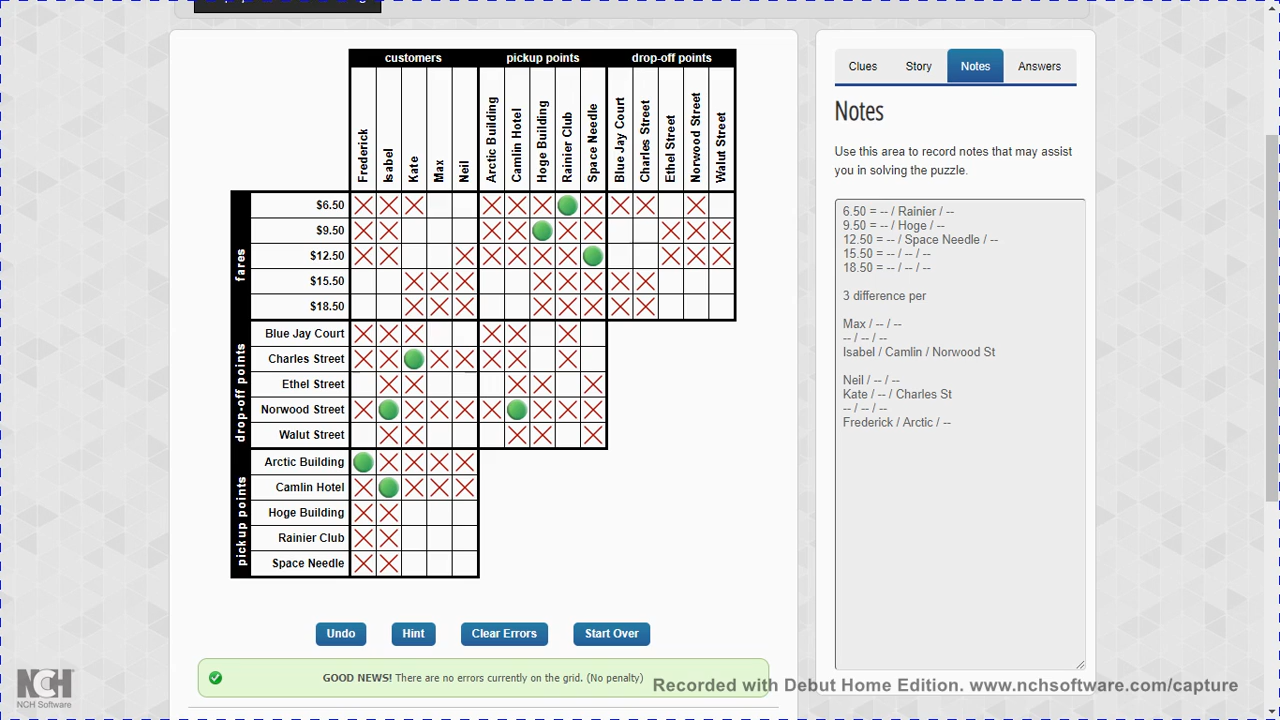 customers
pickup points
drop-off points
Frederick
Isabel
Kate
Max
Neil
Arctic Building
Camlin Hotel
Hoge Building
Rainier Club
Space Needle
Blue Jay Court
Charles Street
Ethel Street
Norwood Street
Walut Street
fares
$6.50
$9.50
$12.50
$15.50
$18.50
drop-off points
Blue Jay Court
Charles Street
Ethel Street
Norwood Street
Walut Street
pickup points
Arctic Building
Camlin Hotel
Hoge Building
Rainier Club
Space Needle
Undo
Hint
Clear Errors
Start Over
GOOD NEWS! There are no errors currently on the grid. (No penalty)
Clues
Story
Notes
Answers
Notes
Use this area to record notes that may assist
you in solving the puzzle.
6.50 = -- / Rainier / --
9.50 = -- / Hoge / --
12.50 = -- / Space Needle / --
15.50 = -- / -- / --
18.50 = -- / -- / --
3 difference per
Max / -- / --
-- / -- / --
Isabel / Camlin / Norwood St
Neil / -- / --
Kate / -- / Charles St
-- / -- / --
Frederick / Arctic / --
NCH
NCH Software
Recorded with Debut Home Edition. www.nchsoftware.com/capture